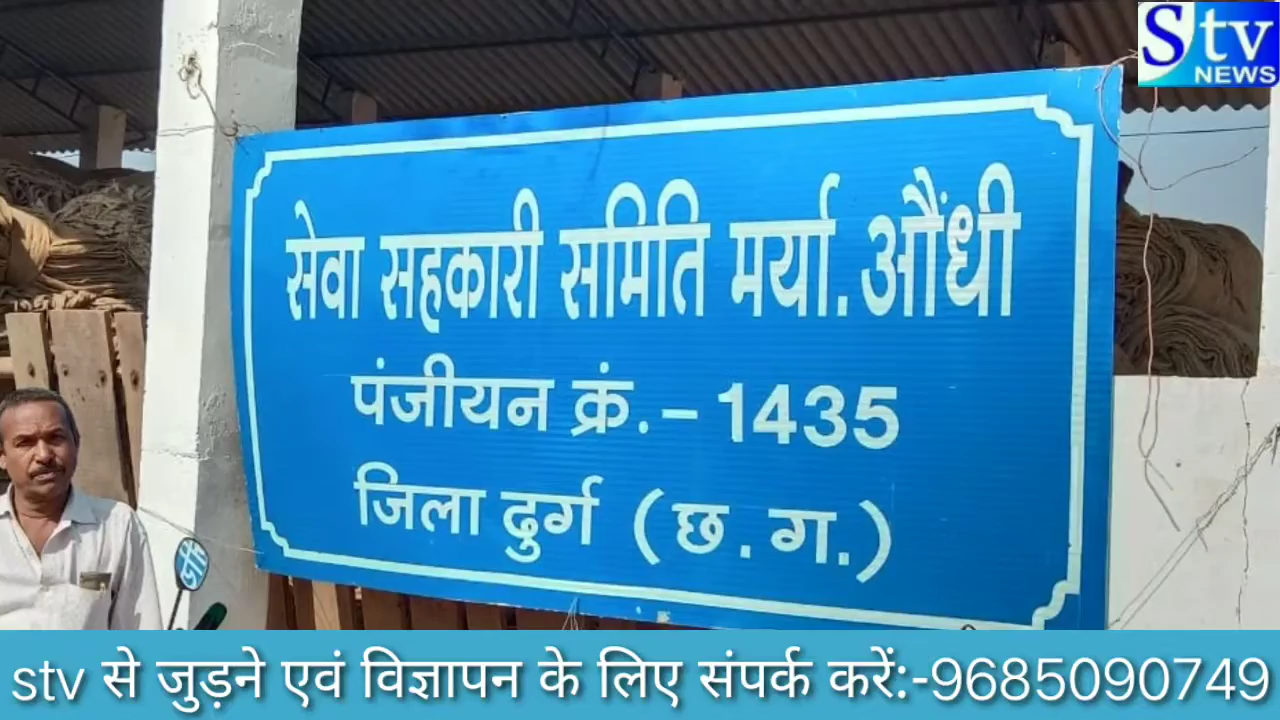 Stv
NEWS
सेवा सहकारी समिति मर्या. औंधी
पंजीयन क्रं.– 1435
जिला दुर्ग (छ.ग.)
stv से जुड़ने एवं विज्ञापन के लिए संपर्क करें:-9685090749